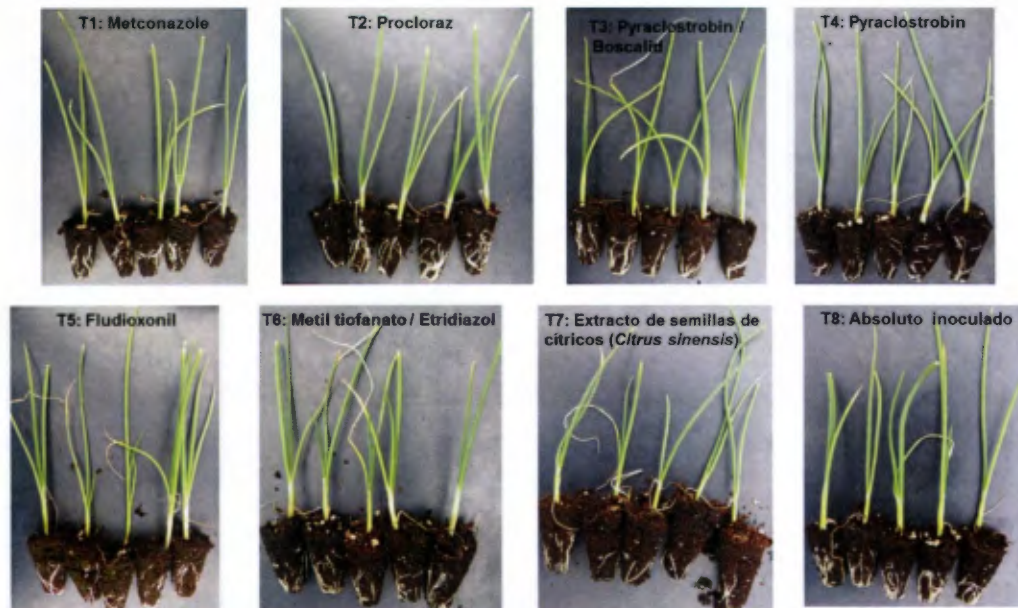 T1: Metconazole
T2: Procloraz
T3: Pyraclostrobin /
Boscalid
T4: Pyraclostrobin
T5: Fludioxonil
T6: Metil tiofanato / Etridiazol
T7: Extracto de semillas de
cítricos (Citrus sinensis)
T8: Absoluto inoculado